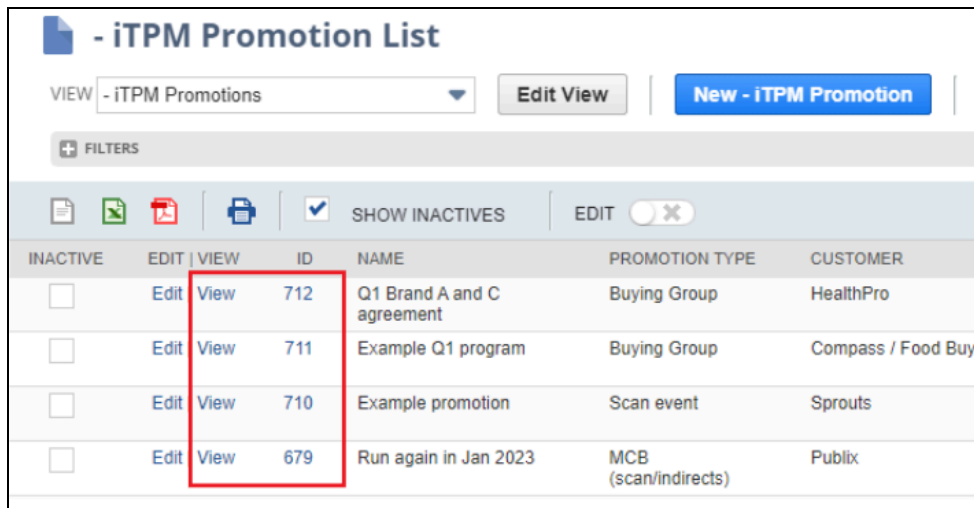 - iTPM Promotion List
VIEW - iTPM Promotions Edit View New - iTPM Promotion
FILTERS
SHOW INACTIVES EDIT
INACTIVE EDIT | VIEW ID NAME PROMOTION TYPE CUSTOMER
Edit | View 712 Q1 Brand A and C Buying Group HealthPro
agreement
Edit | View 711 Example Q1 program Buying Group Compass / Food Buy
Edit | View 710 Example promotion Scan event Sprouts
Edit | View 679 Run again in Jan 2023 MCB Publix
(scan/indirects)